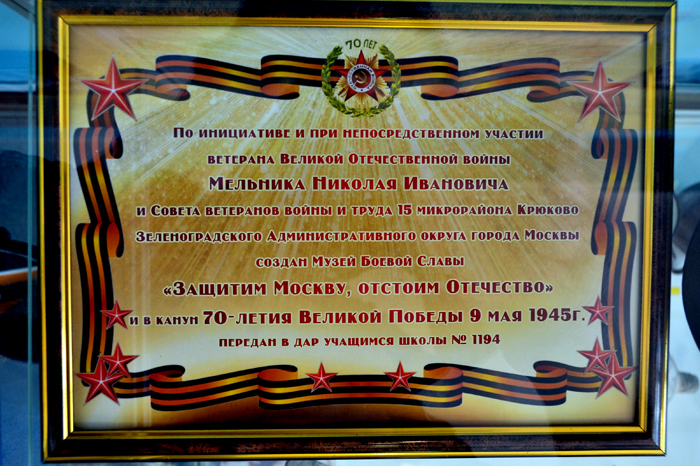 70 ЛЕТ
По инициативе и при непосредственном участии
ветерана Великой Отечественной войны
Мельника Николая Ивановича
и Совета ветеранов войны и труда 15 микрорайона Крюково
Зеленоградского Административного округа города Москвы
создан Музей Боевой Славы
«Защитим Москву, отстоим Отечество»
и в канун 70-летия Великой Победы 9 мая 1945г.
передан в дар учащимся школы № 1194